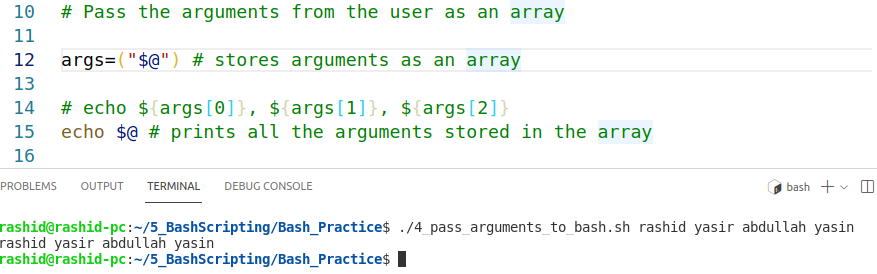 10 # Pass the arguments from the user as an array
11
12 args=("$@") # stores arguments as an array
13
14 # echo ${args[0]}, ${args[1]}, ${args[2]}
15 echo $@ # prints all the arguments stored in the array
16
PROBLEMS OUTPUT TERMINAL DEBUG CONSOLE bash
rashid@rashid-pc:~/5_BashScripting/Bash_Practice$ ./4_pass_arguments_to_bash.sh rashid yasir abdullah yasin
rashid yasir abdullah yasin
rashid@rashid-pc:~/5_BashScripting/Bash_Practice$